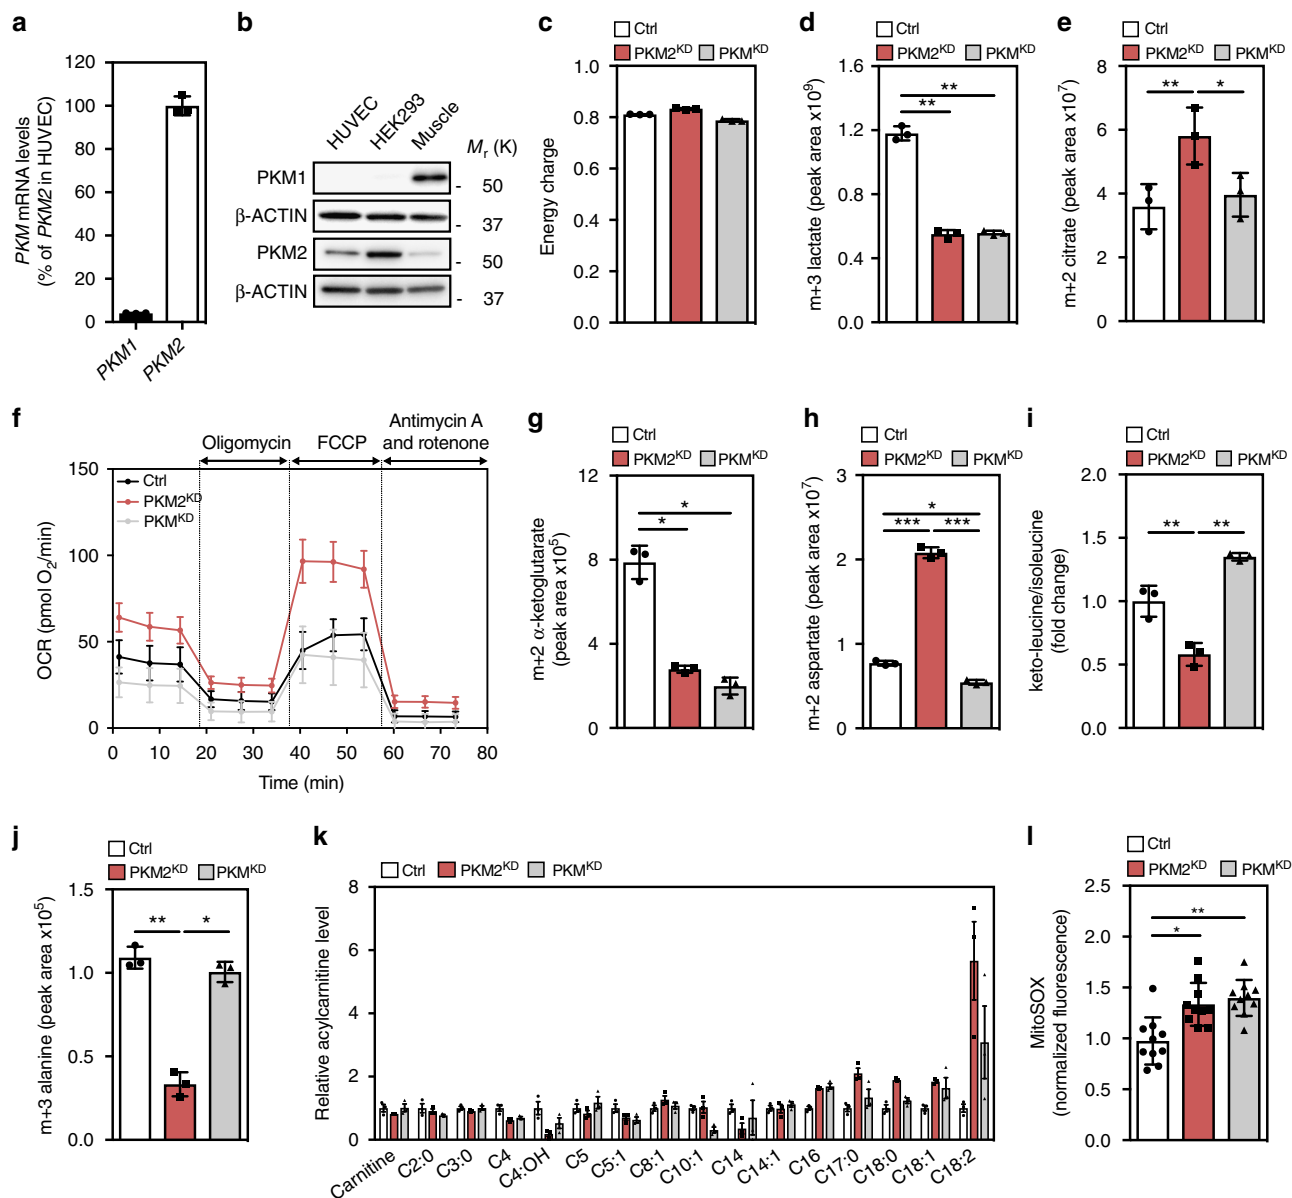 a
PKM mRNA levels
(% of PKM2 in HUVEC)
120
100
80
60
40
20
0
PKM1
PKM2
b
HUVEC
HEK293
Muscle
Mr (K)
PKM1
- 50
β-ACTIN
- 37
PKM2
- 50
β-ACTIN
- 37
c
Ctrl
PKM2KD
PKMKD
Energy charge
1.0
0.8
0.6
0.4
0.2
0.0
d
Ctrl
PKM2KD
PKMKD
m+3 lactate (peak area x10⁹)
1.6
1.2
0.8
0.4
0.0
**
**
e
Ctrl
PKM2KD
PKMKD
m+2 citrate (peak area x10⁷)
8
6
4
2
0
**
*
f
Oligomycin
FCCP
Antimycin A
and rotenone
OCR (pmol O₂/min)
150
100
50
0
Ctrl
PKM2KD
PKMKD
0 10 20 30 40 50 60 70 80
Time (min)
g
Ctrl
PKM2KD
PKMKD
m+2 α-ketoglutarate
(peak area x10⁵)
12
8
4
0
*
*
h
Ctrl
PKM2KD
PKMKD
m+2 aspartate (peak area x10⁷)
3
2
1
0
*
*** ***
i
Ctrl
PKM2KD
PKMKD
keto-leucine/isoleucine
(fold change)
2.0
1.5
1.0
0.5
0.0
** **
j
Ctrl
PKM2KD
PKMKD
m+3 alanine (peak area x10⁵)
1.5
1.0
0.5
0.0
**
*
k
Ctrl
PKM2KD
PKMKD
Relative acylcarnitine level
8
6
4
2
0
Carnitine
C2:0
C3:0
C4
C4:OH
C5
C5:1
C8:1
C10:1
C14
C14:1
C16
C17:0
C18:0
C18:1
C18:2
l
Ctrl
PKM2KD
PKMKD
MitoSOX
(normalized fluorescence)
2.5
2.0
1.5
1.0
0.5
0.0
**
*